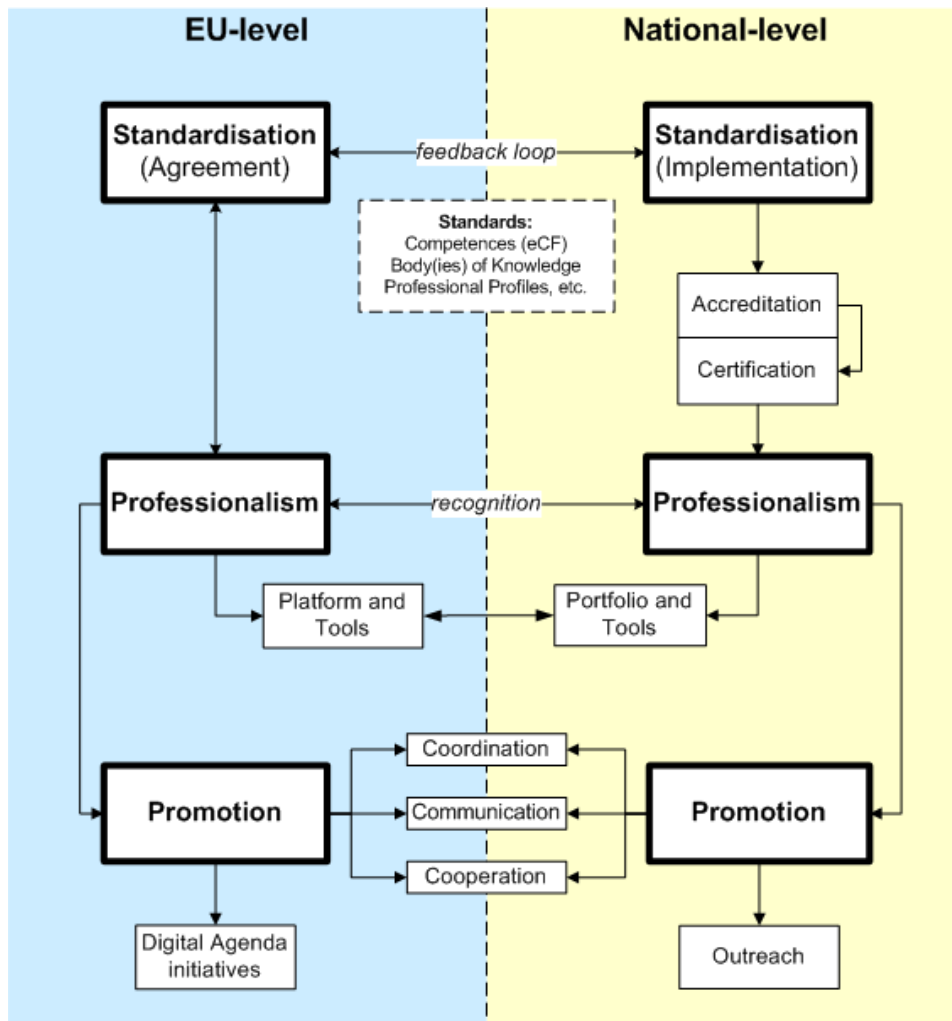 EU-level
National-level
Standardisation
(Agreement)
feedback loop
Standardisation
(Implementation)
Standards:
Competences (eCF)
Body(ies) of Knowledge
Professional Profiles, etc.
Accreditation
Certification
Professionalism
recognition
Professionalism
Platform and
Tools
Portfolio and
Tools
Coordination
Promotion
Communication
Promotion
Cooperation
Digital Agenda
initiatives
Outreach